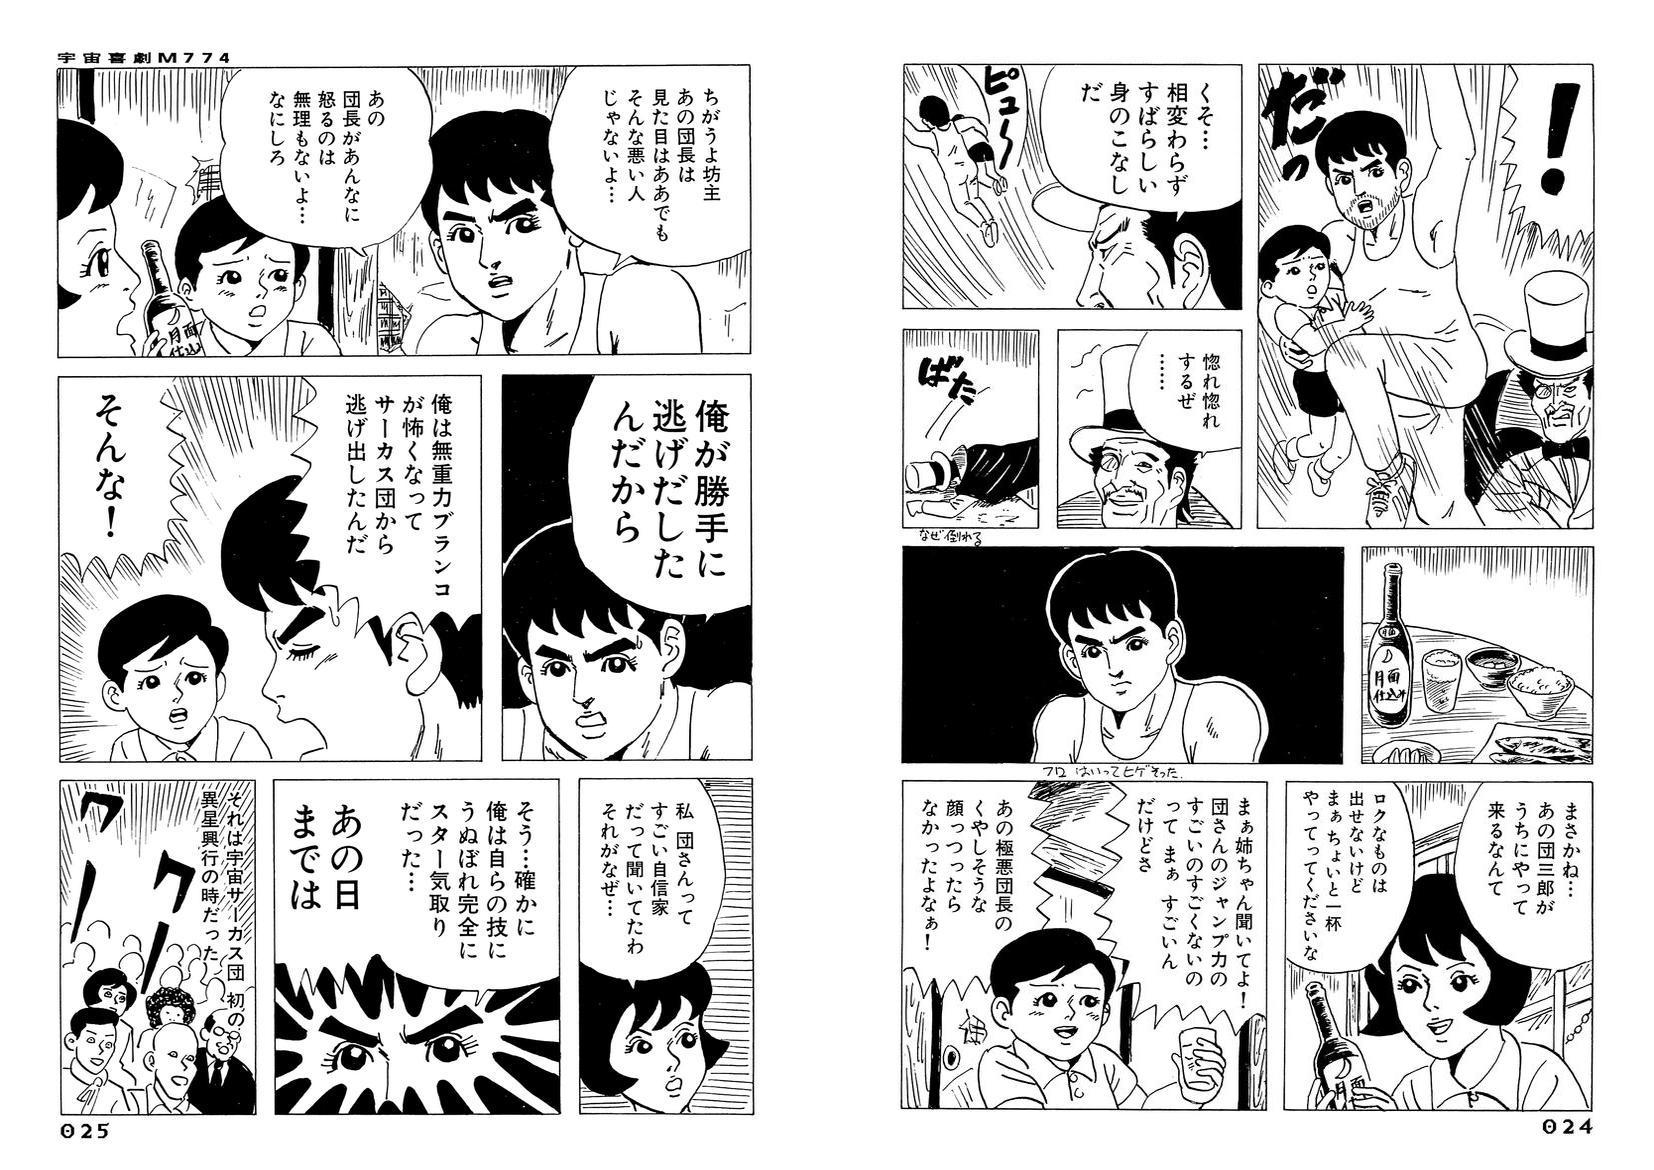 宇宙喜劇M774
！
だっ
くそ…
相変わらず
すばらしい
身のこなし
だ
ピュ〜
惚れ惚れ
するぜ
……
ばた
なぜ倒れる
月面
仕込み
フロはいってヒゲそった.
まさかね…
あの団三郎が
うちにやって
来るなんて
ロクなものは
出せないけど
まぁちょいと一杯
やってってくださいな
月面
まぁ姉ちゃん聞いてよ！
団さんのジャンプ力の
すごいのすごくないの
ってまぁ すごいん
だけどさ
あの極悪団長の
くやしそうな
顔っつったら
なかったよなぁ！
024
ちがうよ坊主
あの団長は
見た目はああでも
そんな悪い人
じゃないよ…
あの
団長があんなに
怒るのは
無理もないよ…
なにしろ
月面
仕込
俺が勝手に
逃げだした
んだから
俺は無重力ブランコ
が怖くなって
サーカス団から
逃げ出したんだ
そんな！
私 団さんって
すごい自信家
だって聞いてたわ
それがなぜ…
そう…確かに
俺は自らの技に
うぬぼれ完全に
スター気取り
だった…
あの日
までは
それは宇宙サーカス団 初の
異星興行の時だった
ワー
ワー
025